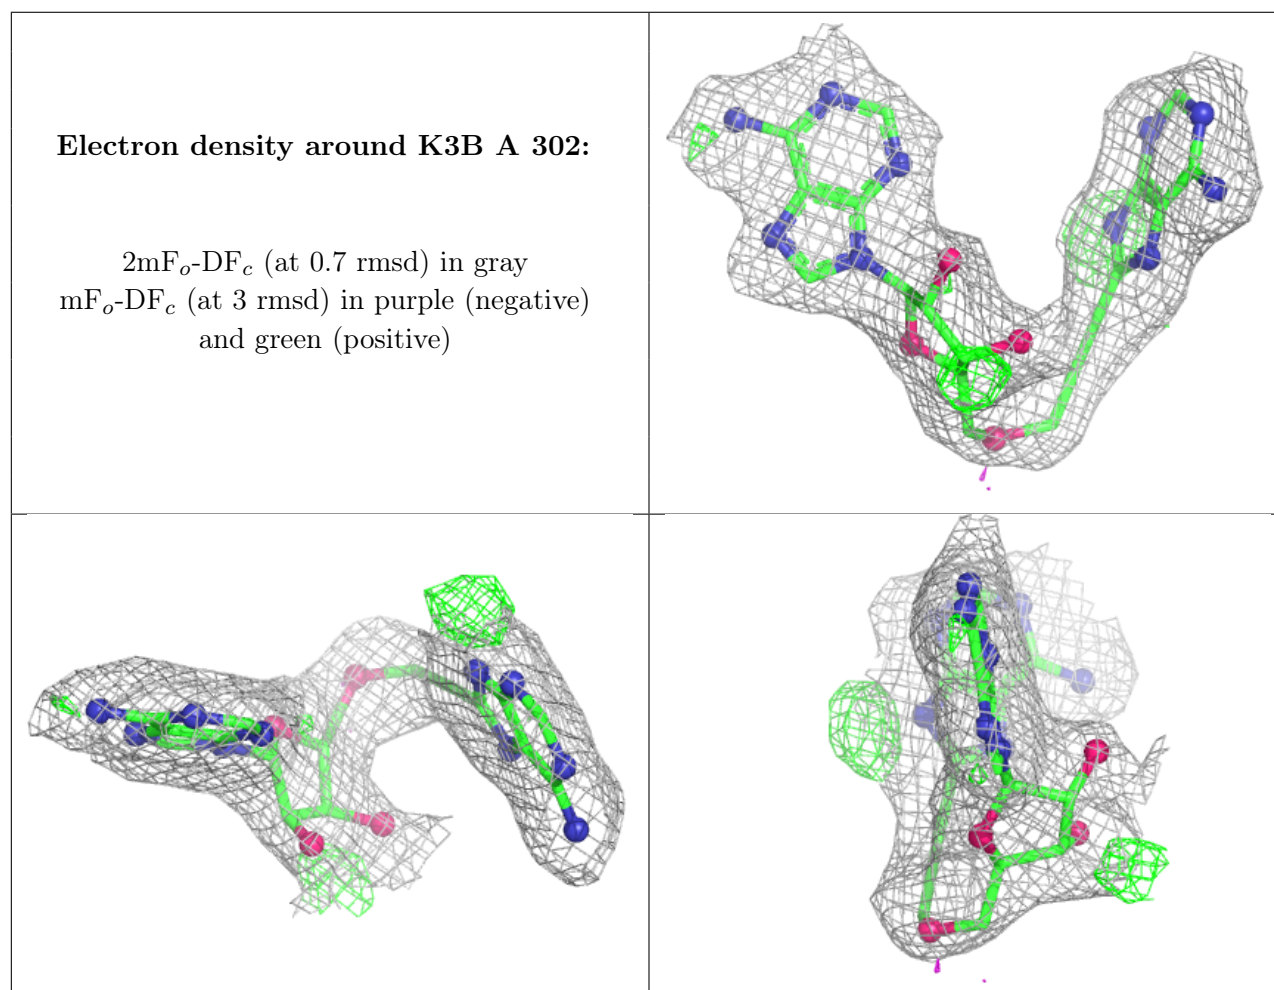 Electron density around K3B A 302:
2mFₒ-DF𝑐 (at 0.7 rmsd) in gray
mFₒ-DF𝑐 (at 3 rmsd) in purple (negative)
and green (positive)